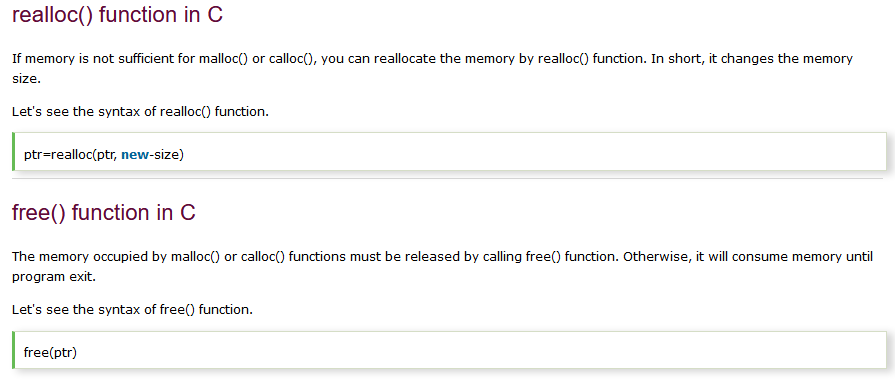 realloc() function in C
If memory is not sufficient for malloc() or calloc(), you can reallocate the memory by realloc() function. In short, it changes the memory
size.
Let's see the syntax of realloc() function.
ptr=realloc(ptr, new-size)
free() function in C
The memory occupied by malloc() or calloc() functions must be released by calling free() function. Otherwise, it will consume memory until
program exit.
Let's see the syntax of free() function.
free(ptr)